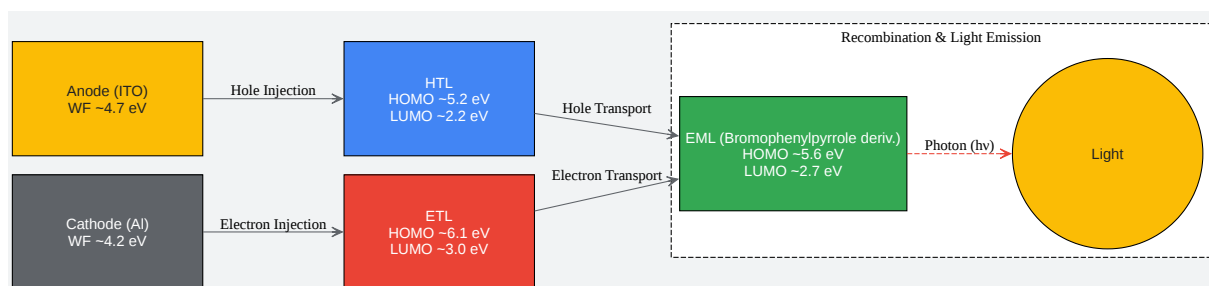 Recombination & Light Emission
Anode (ITO)
WF ~4.7 eV
Hole Injection
HTL
HOMO ~5.2 eV
LUMO ~2.2 eV
Hole Transport
EML (Bromophenylpyrrole deriv.)
HOMO ~5.6 eV
LUMO ~2.7 eV
Photon (hν)
Light
Cathode (Al)
WF ~4.2 eV
Electron Injection
ETL
HOMO ~6.1 eV
LUMO ~3.0 eV
Electron Transport